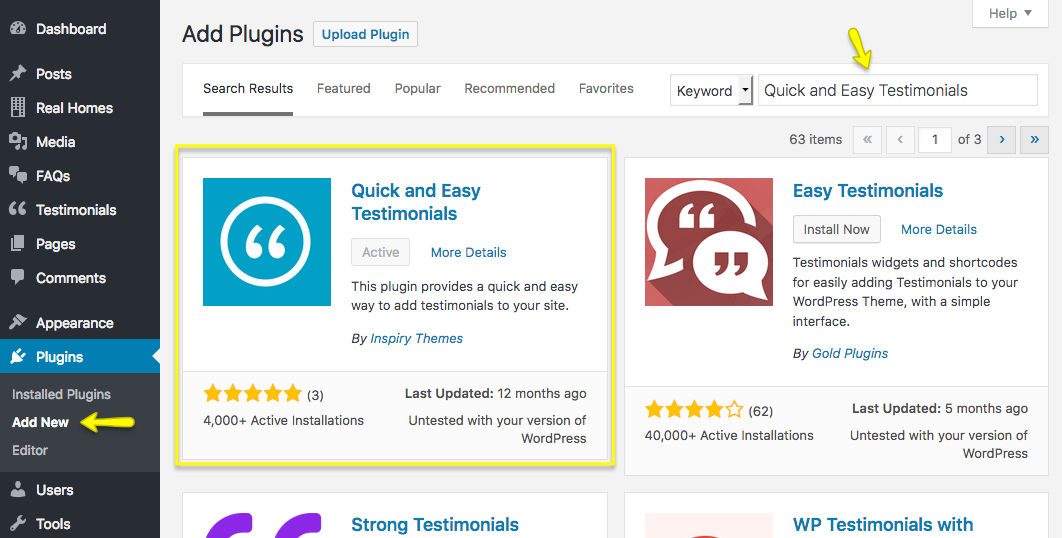 Dashboard
Posts
Real Homes
Media
FAQs
Testimonials
Pages
Comments
Appearance
Plugins
Installed Plugins
Add New
Editor
Users
Tools
Add Plugins
Upload Plugin
Help
Search Results
Featured
Popular
Recommended
Favorites
Keyword
Quick and Easy Testimonials
63 items
«
‹
1
of 3
›
»
Quick and Easy
Testimonials
Active
More Details
This plugin provides a quick and easy
way to add testimonials to your site.
By Inspiry Themes
(3)
4,000+ Active Installations
Last Updated: 12 months ago
Untested with your version of
WordPress
Easy Testimonials
Install Now
More Details
Testimonials widgets and shortcodes
for easily adding Testimonials to your
WordPress Theme, with a simple
interface.
By Gold Plugins
(62)
40,000+ Active Installations
Last Updated: 5 months ago
Untested with your version of
WordPress
Strong Testimonials
WP Testimonials with